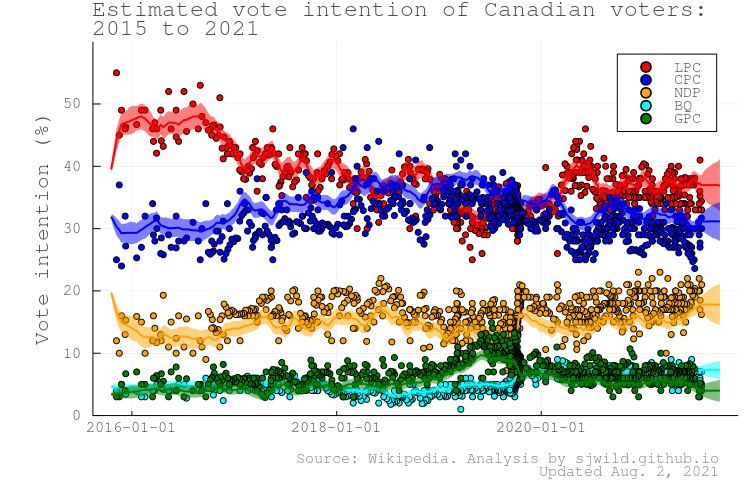 Estimated vote intention of Canadian voters:
2015 to 2021
LPC
CPC
NDP
BQ
GPC
Vote intention (%)
50
40
30
20
10
0
2016-01-01
2018-01-01
2020-01-01
Source: Wikipedia. Analysis by sjwild.github.io
Updated Aug. 2, 2021